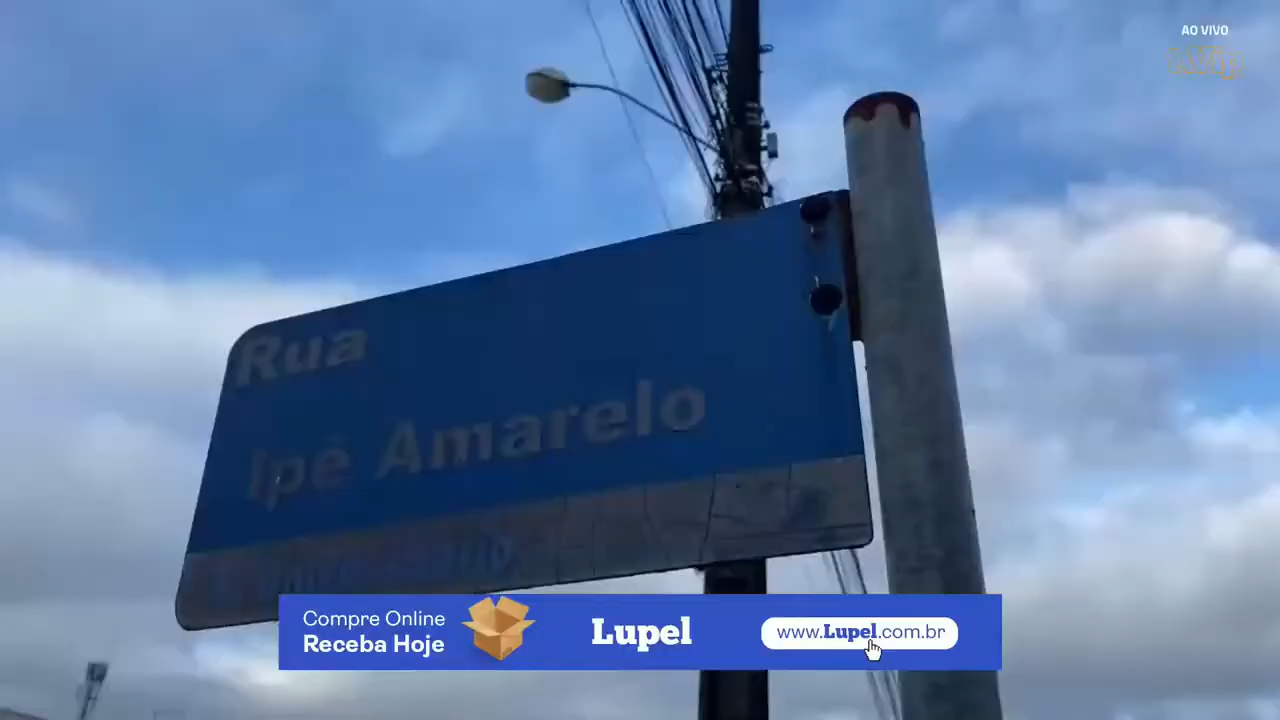 AO VIVO
Rua
Ipê Amarelo
Compre Online
Receba Hoje
Lupel
www.Lupel.com.br